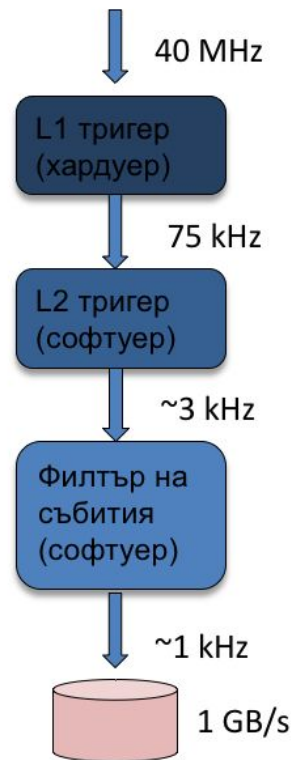 40 MHz
L1 тригер
(хардуер)
75 kHz
L2 тригер
(софтуер)
~3 kHz
Филтър на
събития
(софтуер)
~1 kHz
1 GB/s